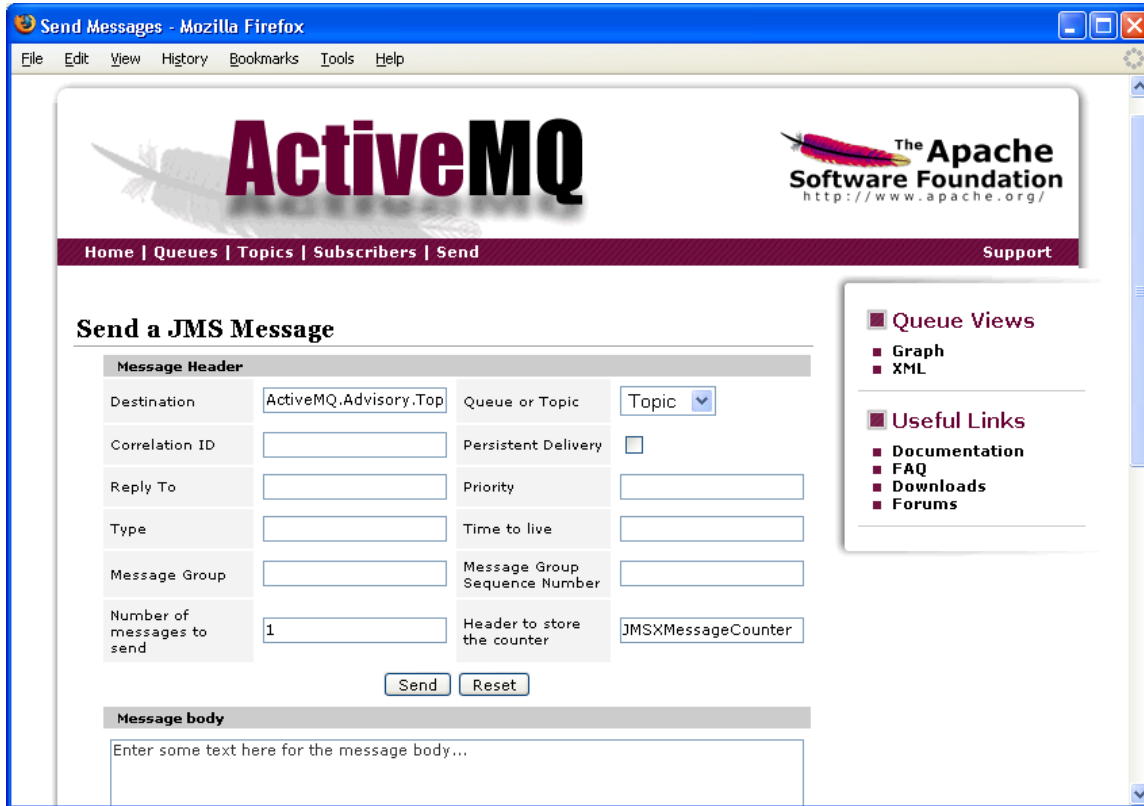 Send Messages - Mozilla Firefox
File Edit View History Bookmarks Tools Help
ActiveMQ
The Apache
Software Foundation
http://www.apache.org/
Home | Queues | Topics | Subscribers | Send
Support
Send a JMS Message
Message Header
Destination
ActiveMQ.Advisory.Top
Queue or Topic
Topic
Correlation ID
Persistent Delivery
Reply To
Priority
Type
Time to live
Message Group
Message Group
Sequence Number
Number of
messages to
send
1
Header to store
the counter
JMSXMessageCounter
Send
Reset
Message body
Enter some text here for the message body...
Queue Views
Graph
XML
Useful Links
Documentation
FAQ
Downloads
Forums